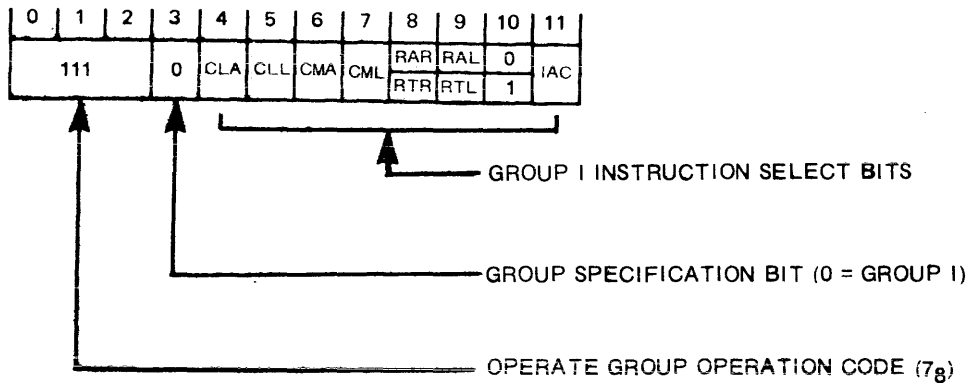 0 1 2 3 4 5 6 7 8 9 10 11
111 0 CLA CLL CMA CML RAR RAL 0 IAC
RTR RTL 1
GROUP I INSTRUCTION SELECT BITS
GROUP SPECIFICATION BIT (0 = GROUP I)
OPERATE GROUP OPERATION CODE (7₈)